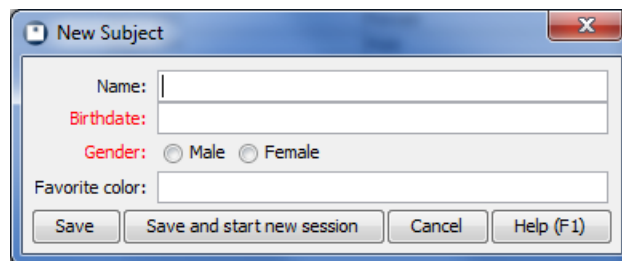 New Subject
Name:
Birthdate:
Gender: Male Female
Favorite color:
Save Save and start new session Cancel Help (F1)